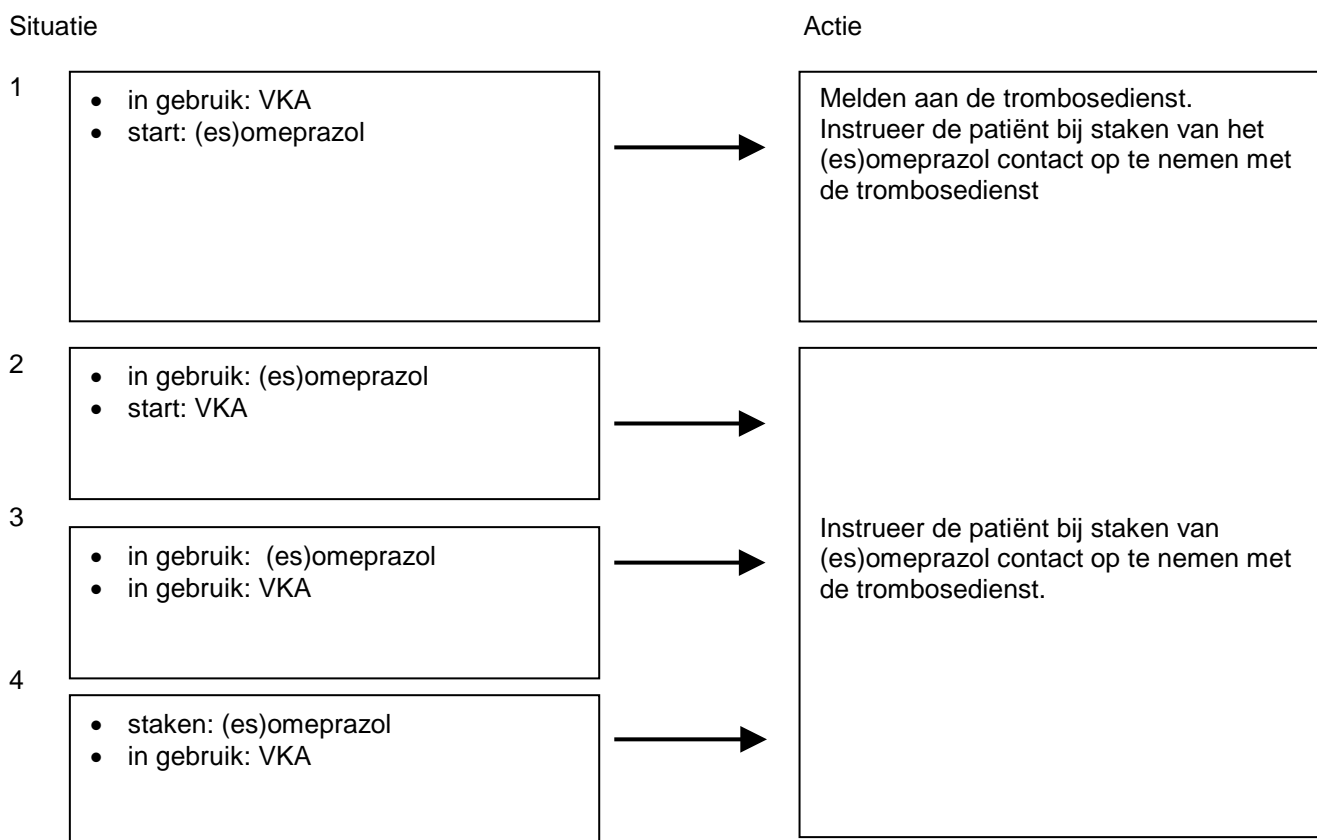 Situatie
Actie
1
• in gebruik: VKA
• start: (es)omeprazol
Melden aan de trombosedienst.
Instrueer de patiënt bij staken van het
(es)omeprazol contact op te nemen met
de trombosedienst
2
• in gebruik: (es)omeprazol
• start: VKA
3
• in gebruik:  (es)omeprazol
• in gebruik: VKA
Instrueer de patiënt bij staken van
(es)omeprazol contact op te nemen met
de trombosedienst.
4
• staken: (es)omeprazol
• in gebruik: VKA